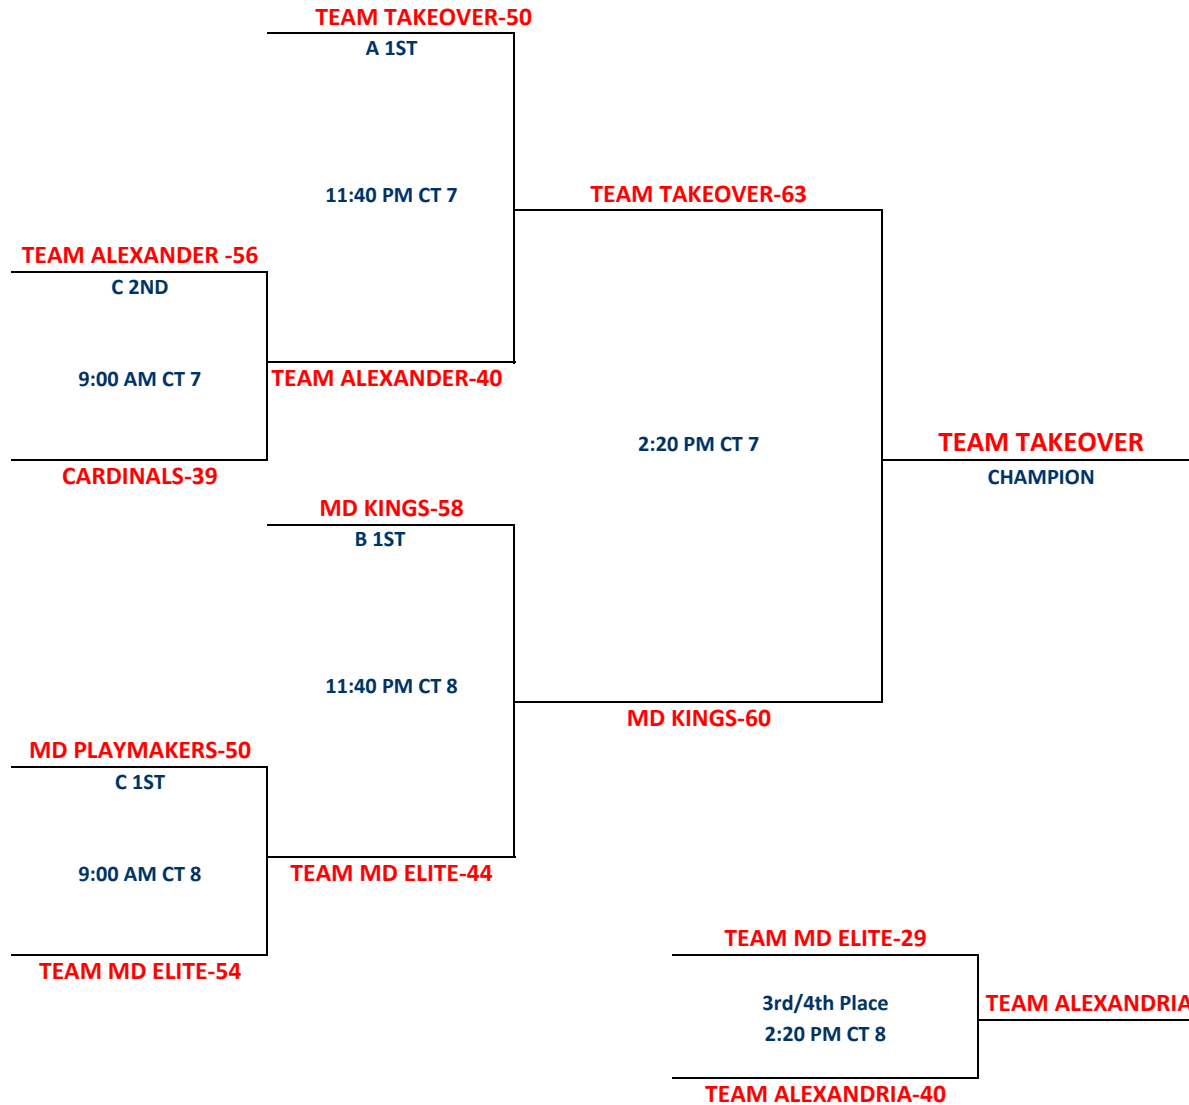 TEAM TAKEOVER-50
A 1ST
11:40 PM CT 7
TEAM TAKEOVER-63
TEAM ALEXANDER -56
C 2ND
9:00 AM CT 7
TEAM ALEXANDER-40
2:20 PM CT 7
TEAM TAKEOVER
CHAMPION
CARDINALS-39
MD KINGS-58
B 1ST
11:40 PM CT 8
MD KINGS-60
MD PLAYMAKERS-50
C 1ST
9:00 AM CT 8
TEAM MD ELITE-44
TEAM MD ELITE-54
TEAM MD ELITE-29
3rd/4th Place
2:20 PM CT 8
TEAM ALEXANDRIA
TEAM ALEXANDRIA-40